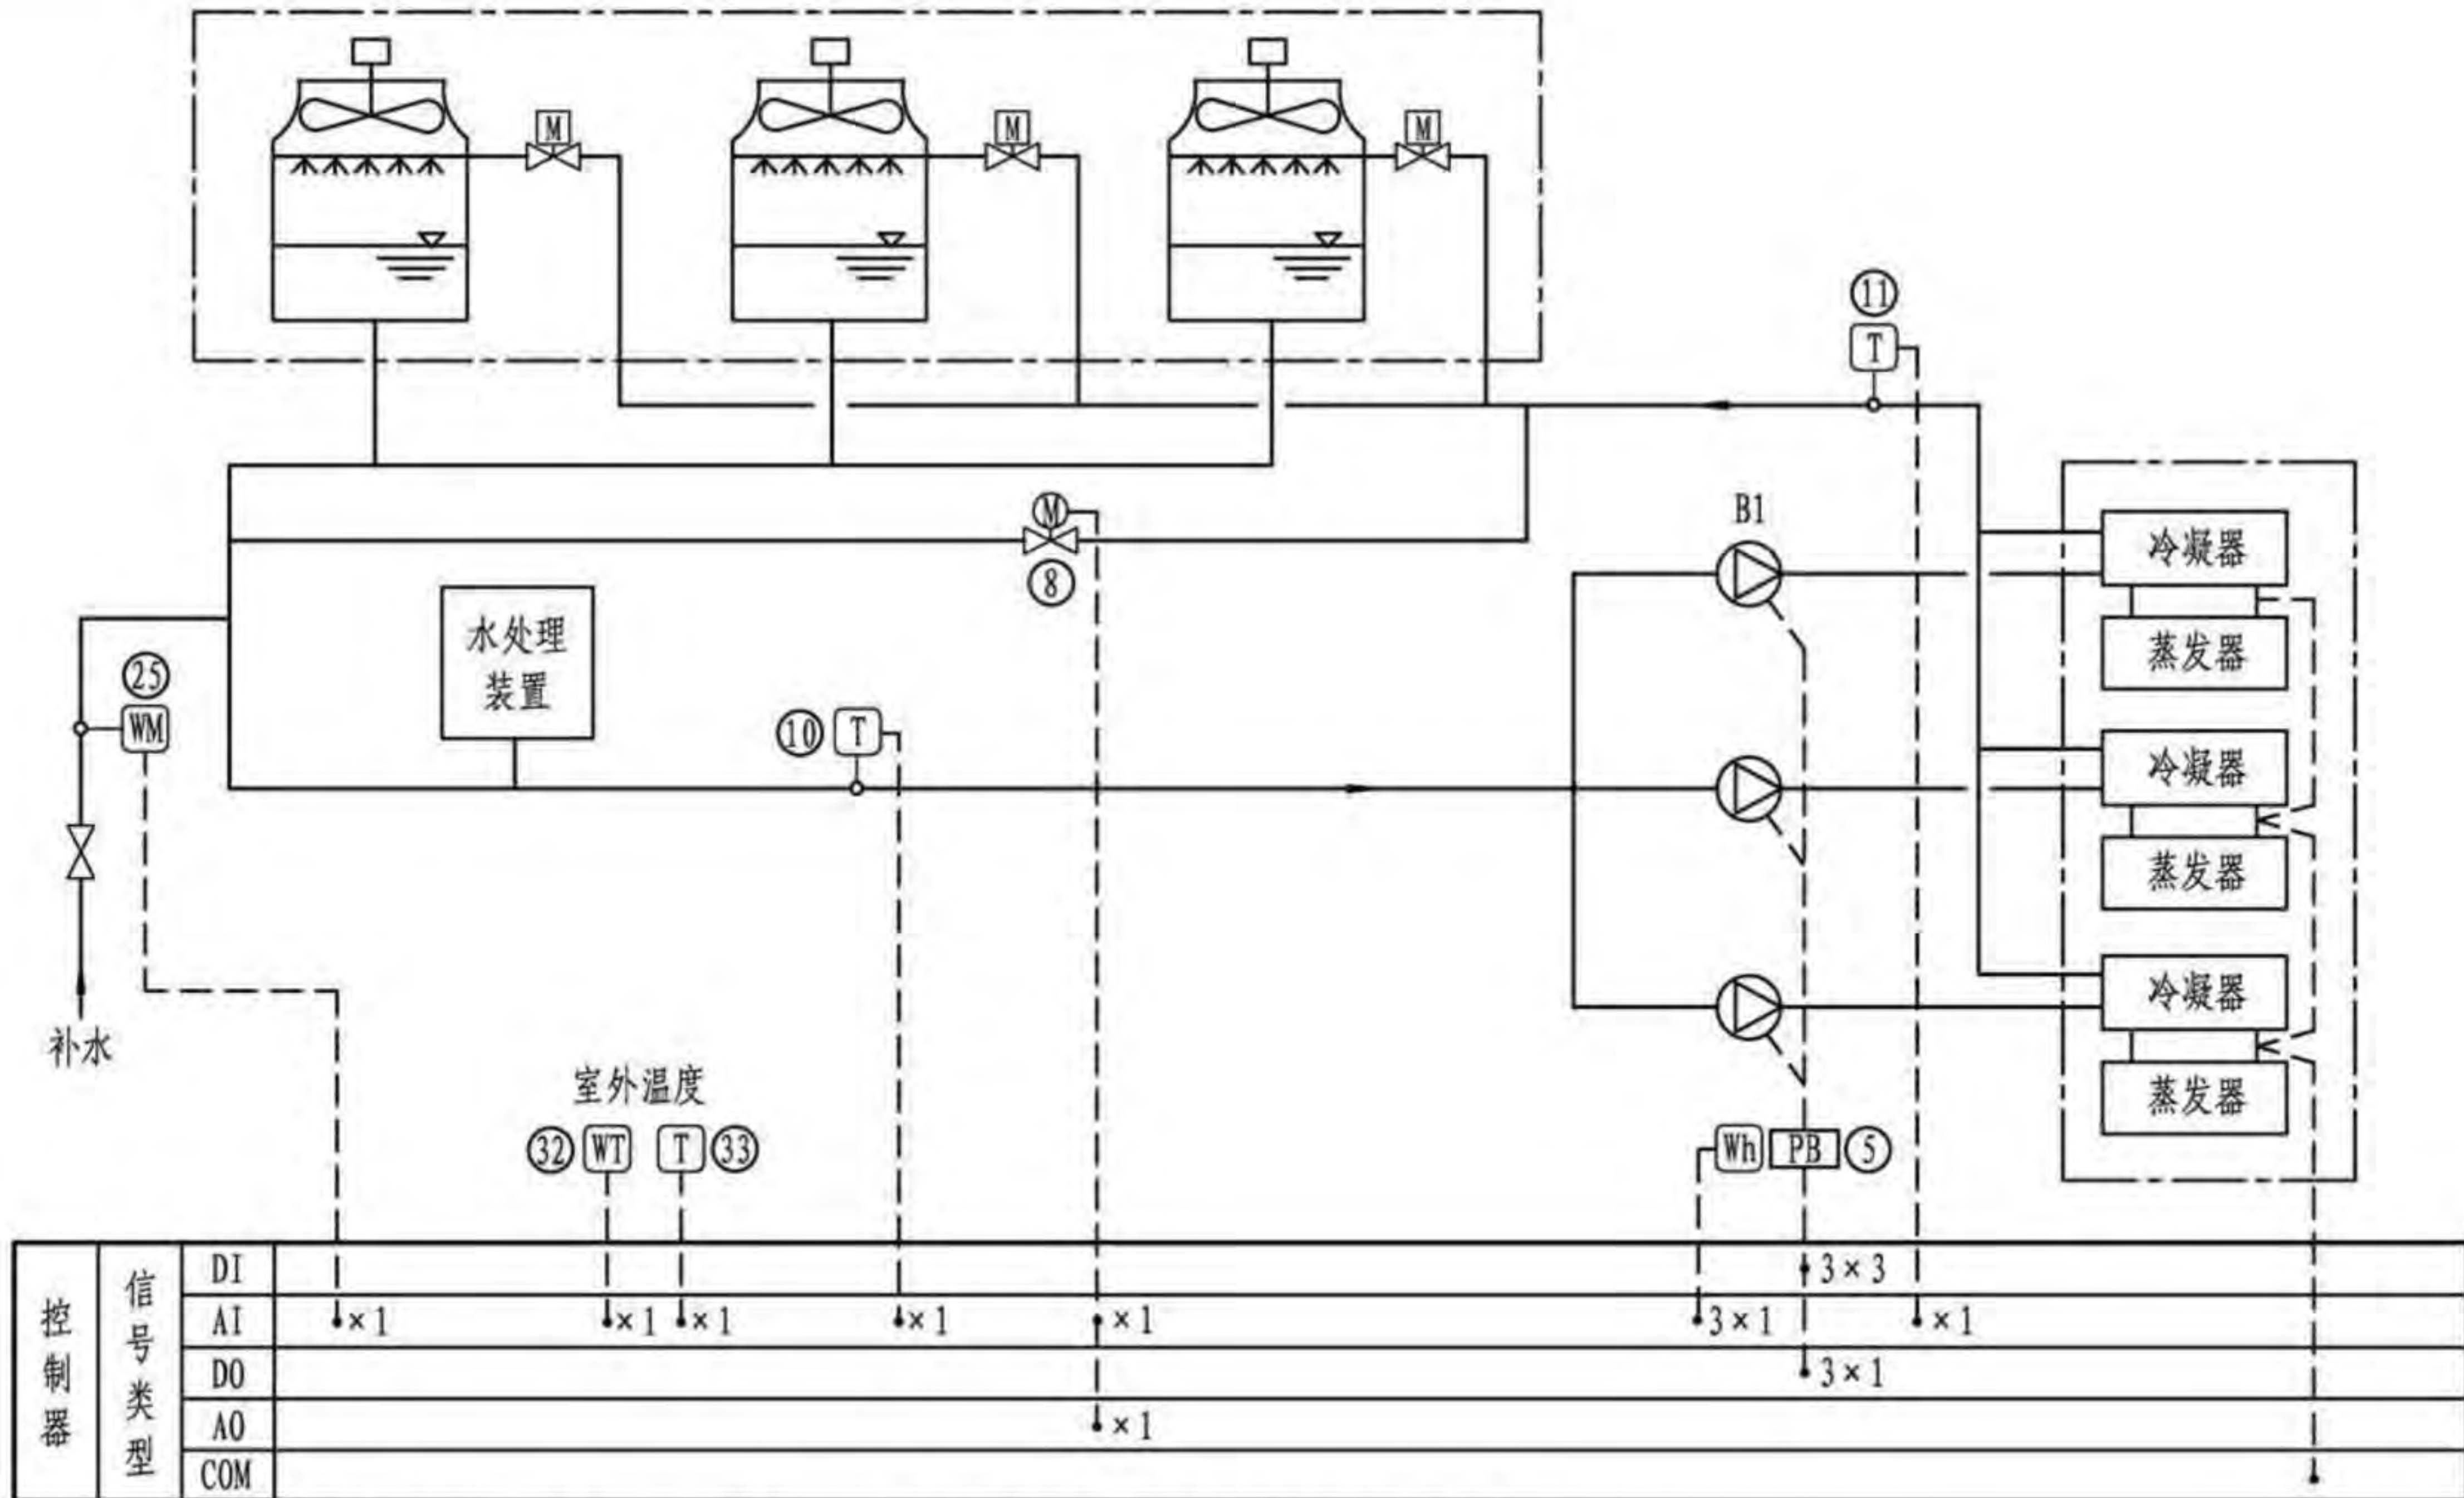 M
M
M
11
T
M
8
B1
冷凝器
蒸发器
水处理
装置
25
WM
10
T
冷凝器
蒸发器
冷凝器
蒸发器
补水
室外温度
32 WT T 33
Wh PB 5
控制器
信号类型
DI 3×3
AI ×1 ×1 ×1 ×1 ×1 3×1 ×1
DO 3×1
AO ×1
COM